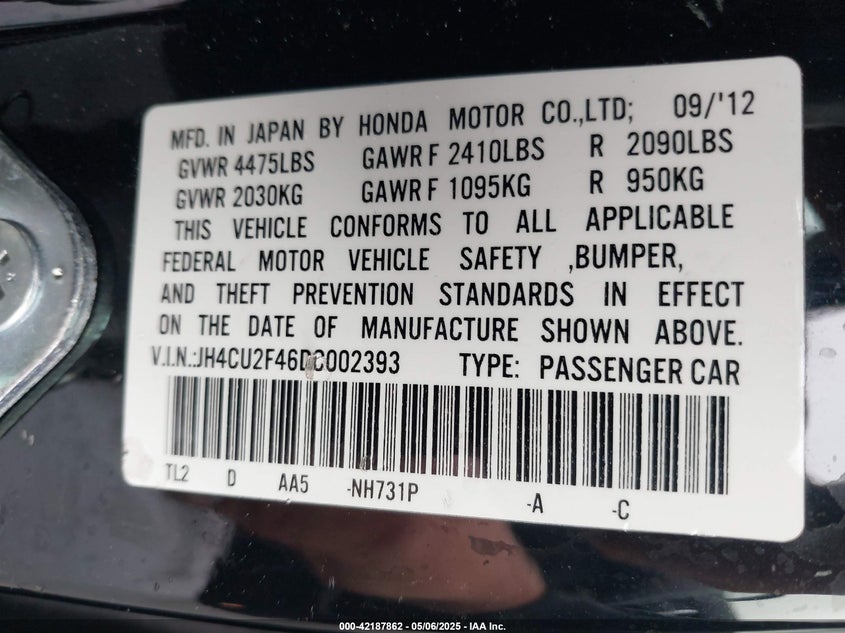 MFD. IN JAPAN BY HONDA MOTOR CO.,LTD; 09/'12
GVWR 4475LBS GAWR F 2410LBS R 2090LBS
GVWR 2030KG GAWR F 1095KG R 950KG
THIS VEHICLE CONFORMS TO ALL APPLICABLE
FEDERAL MOTOR VEHICLE SAFETY ,BUMPER,
AND THEFT PREVENTION STANDARDS IN EFFECT
ON THE DATE OF MANUFACTURE SHOWN ABOVE.
V.I.N.:JH4CU2F46DC002393 TYPE: PASSENGER CAR
TL2 D AA5 -NH731P -A -C
000-42187862 - 05/06/2025 - IAA Inc.